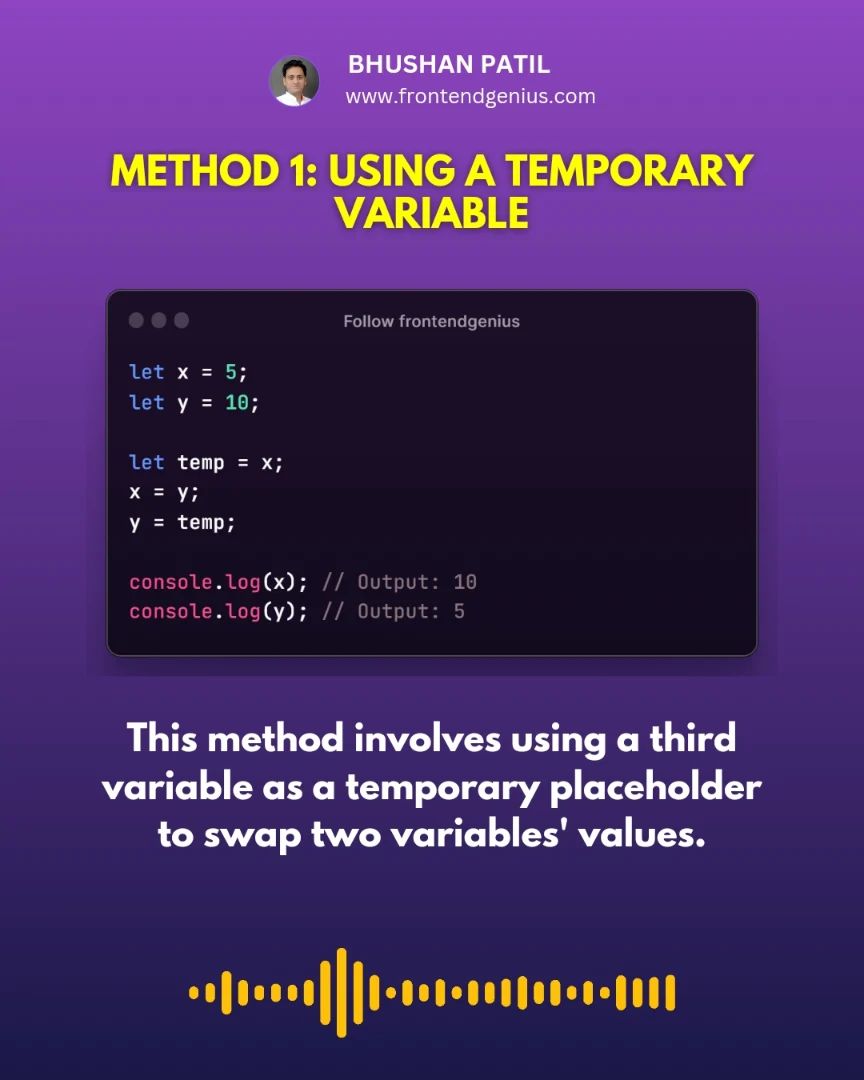 BHUSHAN PATIL
www.frontendgenius.com
METHOD 1: USING A TEMPORARY
VARIABLE
Follow frontendgenius
let x = 5;
let y = 10;
let temp = x;
x = y;
y = temp;
console.log(x); // Output: 10
console.log(y); // Output: 5
This method involves using a third
variable as a temporary placeholder
to swap two variables' values.